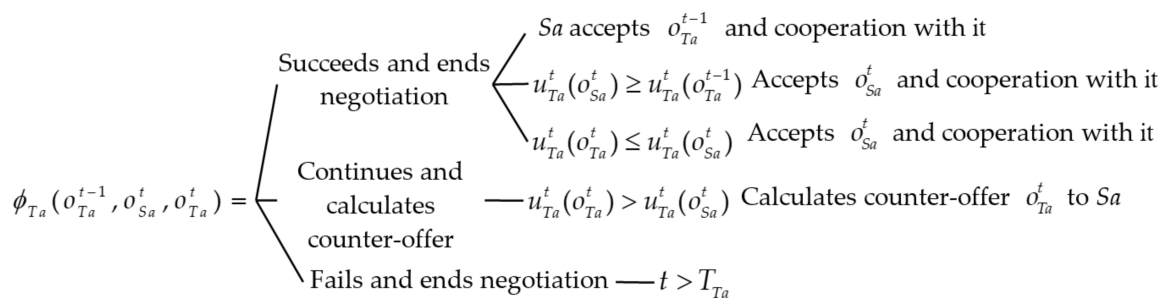 Sa accepts o_{Ta}^{t-1} and cooperation with it
Succeeds and ends
negotiation
u_{Ta}^{t}(o_{Sa}^{t}) ≥ u_{Ta}^{t}(o_{Ta}^{t-1}) Accepts o_{Sa}^{t} and cooperation with it
u_{Ta}^{t}(o_{Ta}^{t}) ≤ u_{Ta}^{t}(o_{Sa}^{t}) Accepts o_{Sa}^{t} and cooperation with it
ϕ_{Ta}(o_{Ta}^{t-1}, o_{Sa}^{t}, o_{Ta}^{t}) =
Continues and
calculates
counter-offer
u_{Ta}^{t}(o_{Ta}^{t}) > u_{Ta}^{t}(o_{Sa}^{t}) Calculates counter-offer o_{Ta}^{t} to Sa
Fails and ends negotiation
t > T_{Ta}